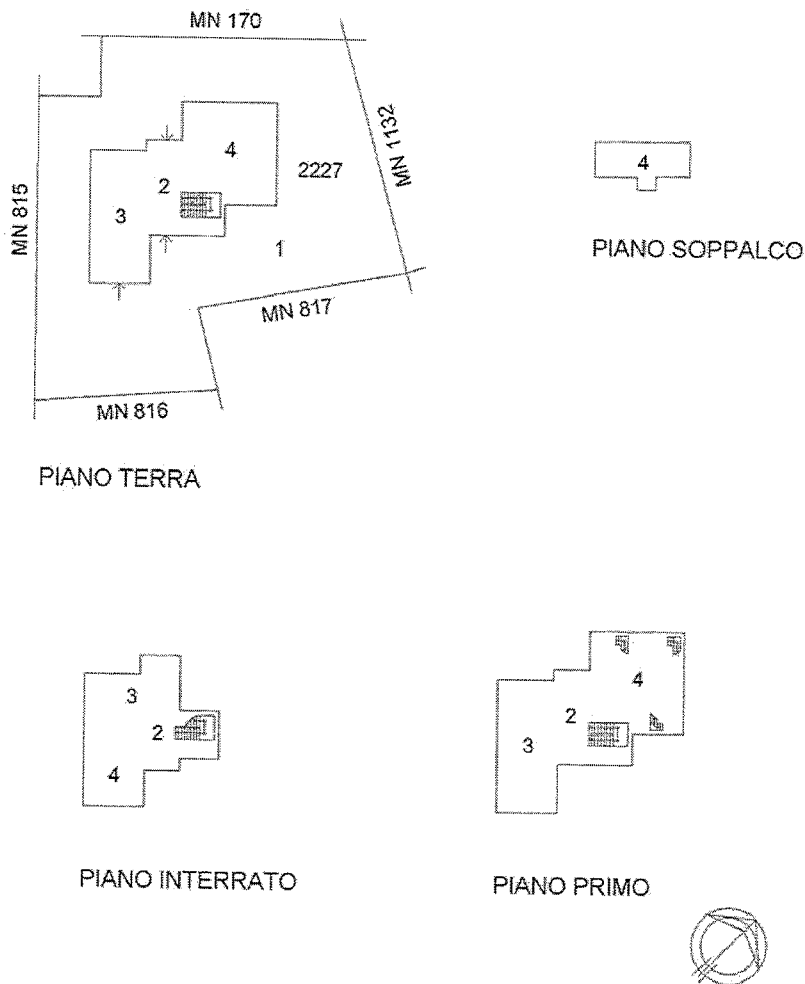 MN 170
MN 1132
MN 815
4
2227
2
3
1
MN 817
MN 816
PIANO TERRA
4
PIANO SOPPALCO
3
2
4
PIANO INTERRATO
4
2
3
PIANO PRIMO